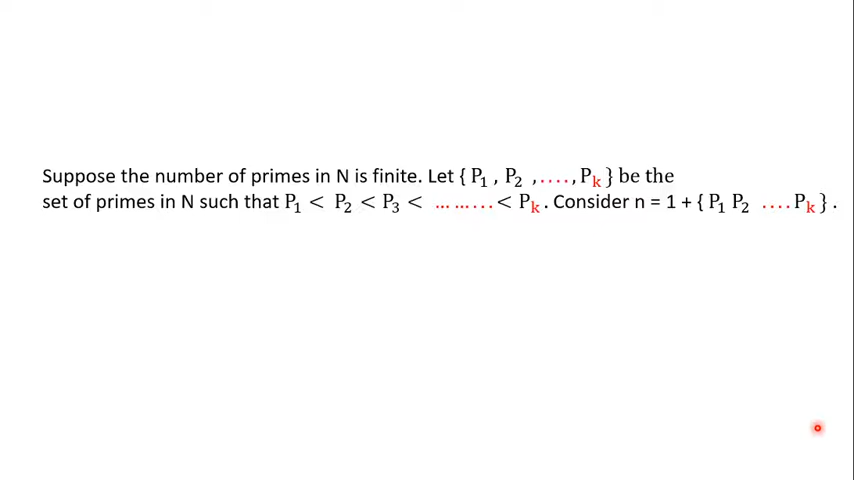 Suppose the number of primes in N is finite. Let { P₁ , P₂ ,...., Pₖ } be the
set of primes in N such that P₁ < P₂ < P₃ < ......... < Pₖ . Consider n = 1 + { P₁ P₂ .... Pₖ } .